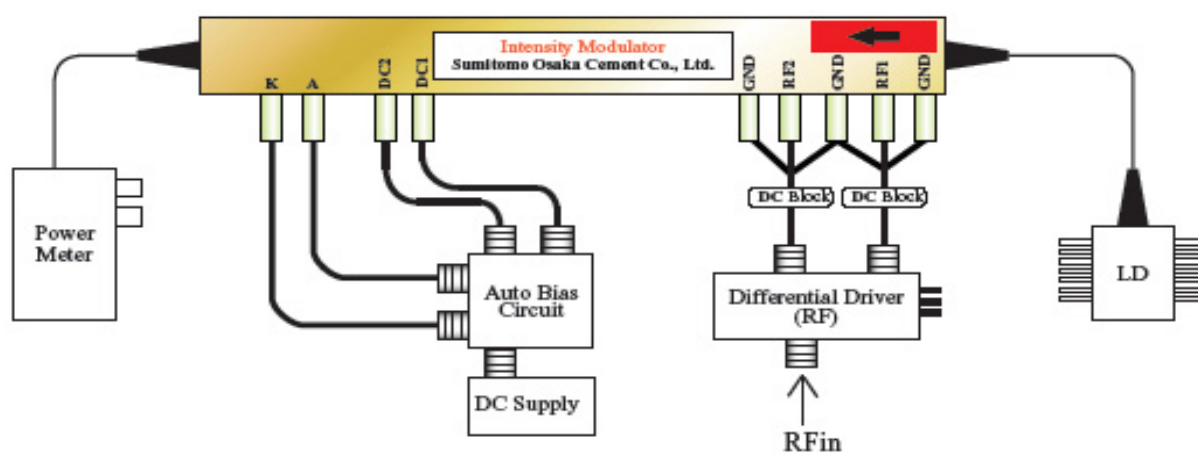 Intensity Modulator
Sumitomo Osaka Cement Co., Ltd.
K
A
DC2
DC1
GND
RF2
GND
RF1
GND
DC Block
DC Block
Power
Meter
Auto Bias
Circuit
Differential Driver
(RF)
LD
DC Supply
RFin